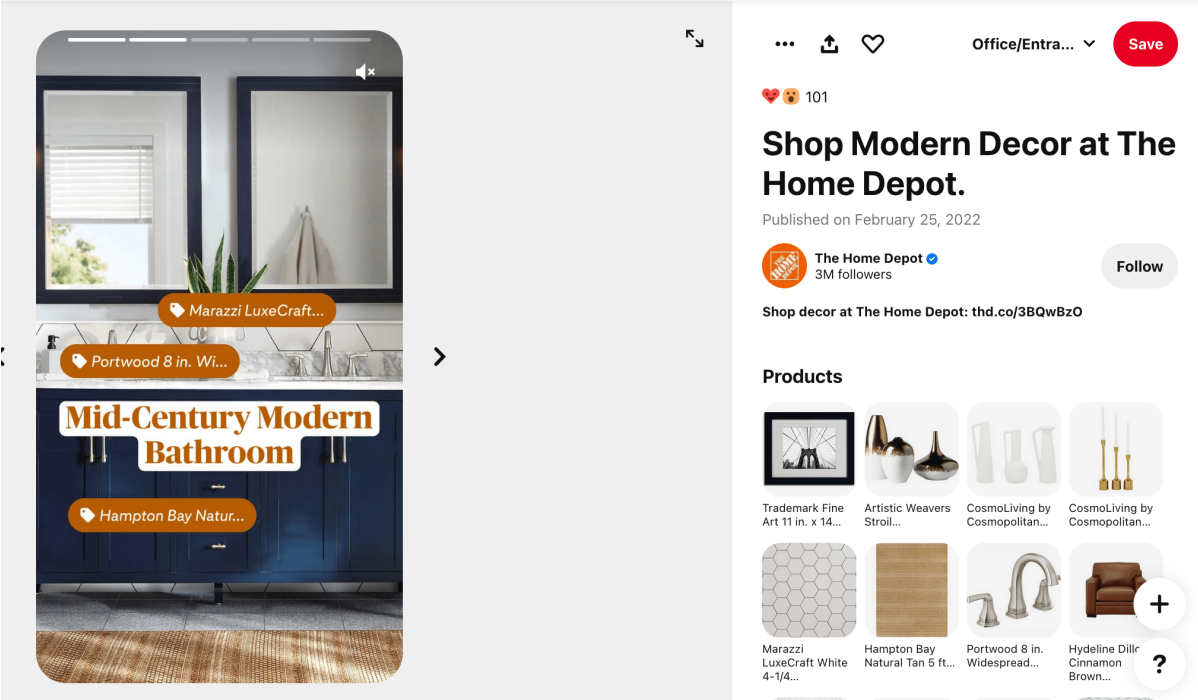 Marazzi LuxeCraft...
Portwood 8 in. Wi...
Mid-Century Modern
Bathroom
Hampton Bay Natur...
Office/Entra...
Save
101
Shop Modern Decor at The
Home Depot.
Published on February 25, 2022
THE HOME DEPOT
The Home Depot
3M followers
Follow
Shop decor at The Home Depot: thd.co/3BQwBzO
Products
Trademark Fine
Art 11 in. x 14...
Artistic Weavers
Stroil...
CosmoLiving by
Cosmopolitan...
CosmoLiving by
Cosmopolitan...
Marazzi
LuxeCraft White
4-1/4...
Hampton Bay
Natural Tan 5 ft...
Portwood 8 in.
Widespread...
Hydeline
Cinnamon
Brown...
+
?